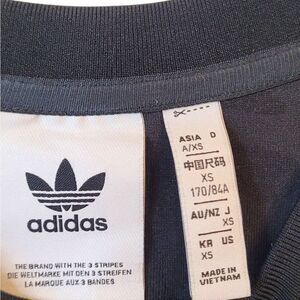 adidas
THE BRAND WITH THE 3 STRIPES
DIE WELTMARKE MIT DEN 3 STREIFEN
LA MARQUE AUX 3 BANDES
ASIA D
A/XS
中国尺码
XS
170/84A
AU/NZ J
XS XS
KR US
XS
MADE IN
VIETNAM